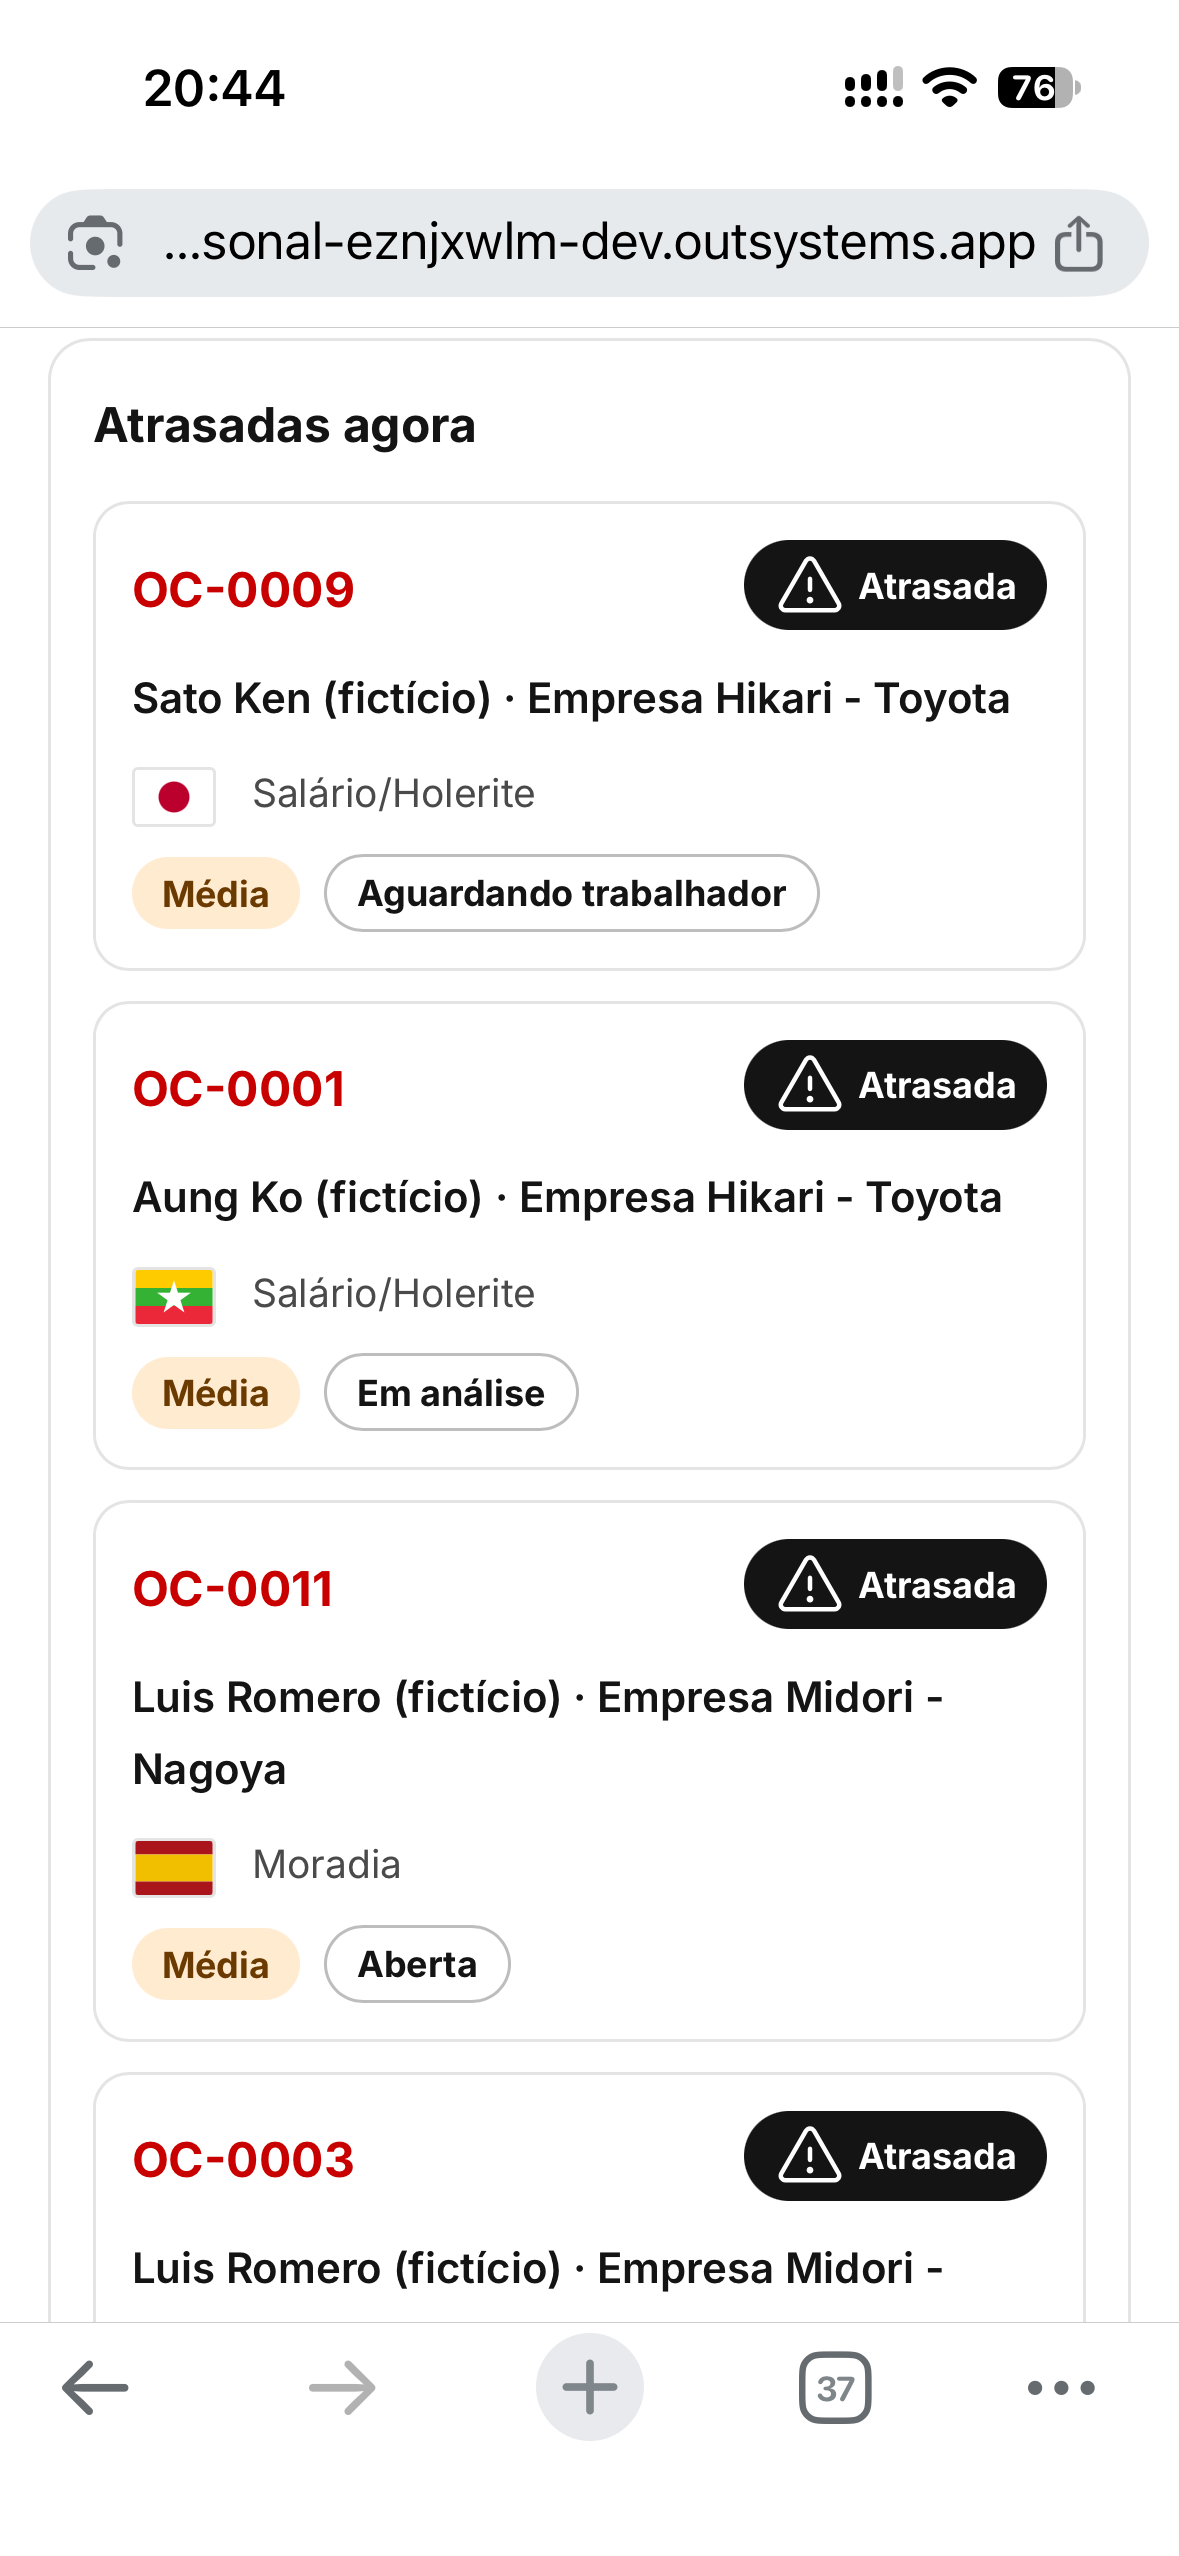 20:44
76
...sonal-eznjxwlm-dev.outsystems.app
Atrasadas agora
OC-0009
Atrasada
Sato Ken (fictício) · Empresa Hikari - Toyota
Salário/Holerite
Média
Aguardando trabalhador
OC-0001
Atrasada
Aung Ko (fictício) · Empresa Hikari - Toyota
Salário/Holerite
Média
Em análise
OC-0011
Atrasada
Luis Romero (fictício) · Empresa Midori -
Nagoya
Moradia
Média
Aberta
OC-0003
Atrasada
Luis Romero (fictício) · Empresa Midori -
37